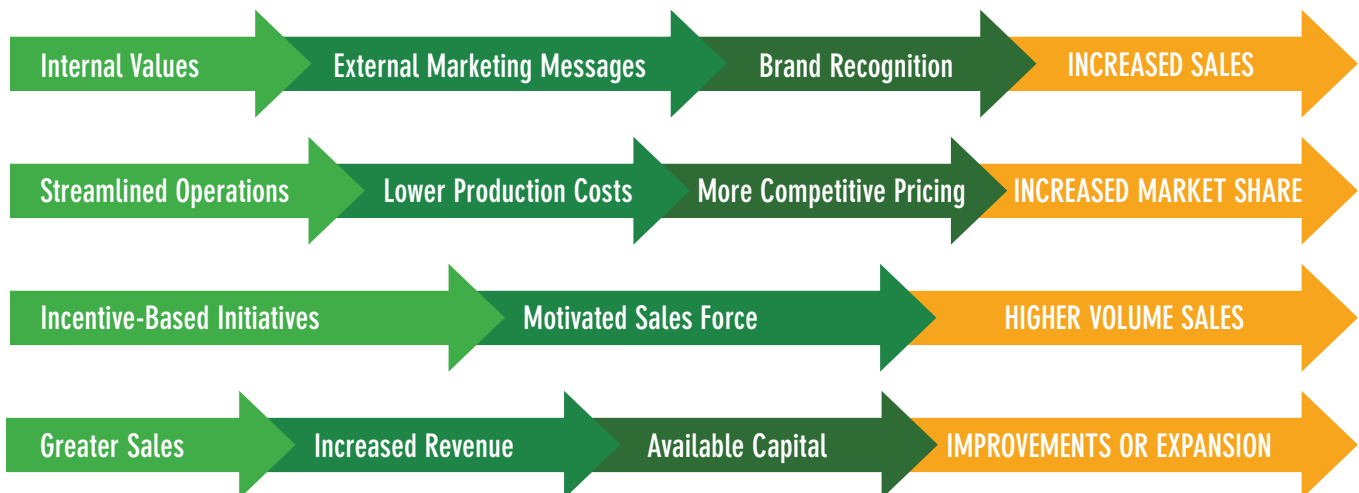 Internal Values External Marketing Messages Brand Recognition INCREASED SALES
Streamlined Operations Lower Production Costs More Competitive Pricing INCREASED MARKET SHARE
Incentive-Based Initiatives Motivated Sales Force HIGHER VOLUME SALES
Greater Sales Increased Revenue Available Capital IMPROVEMENTS OR EXPANSION